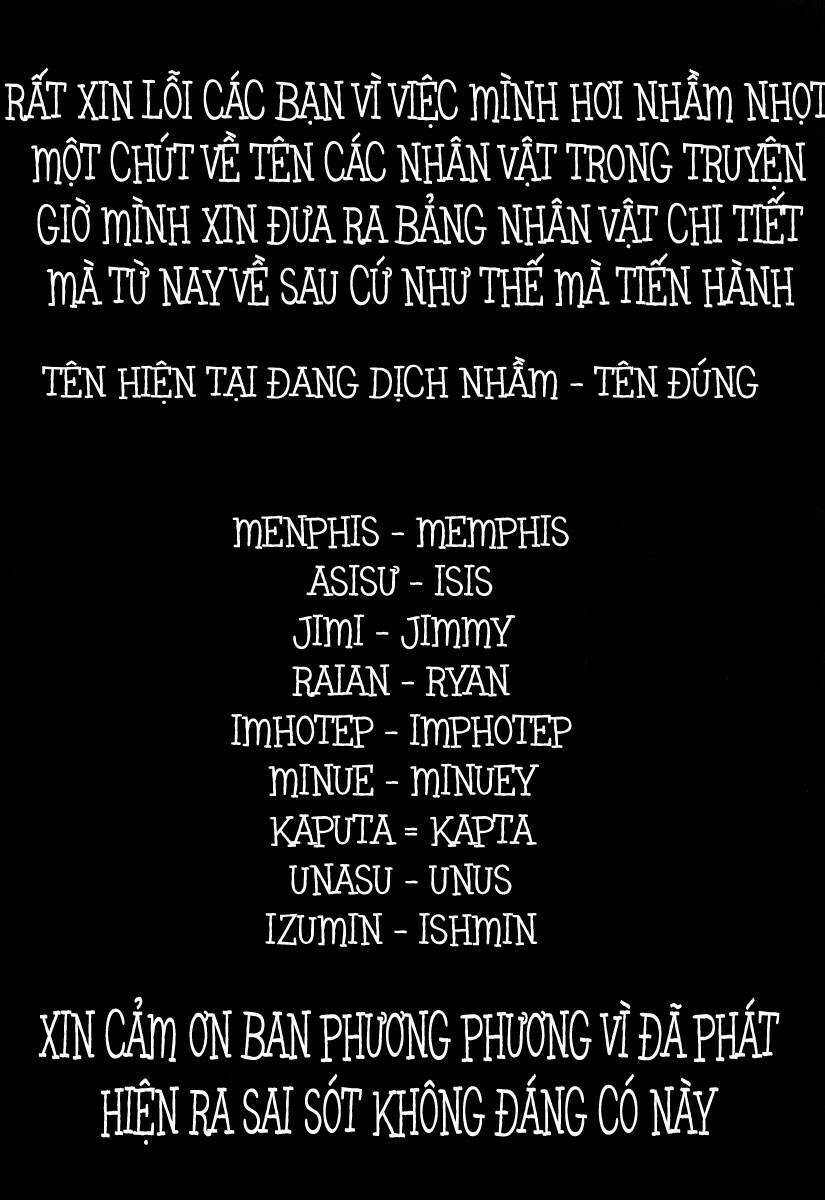 RẤT XIN LỖI CÁC BẠN VÌ VIỆC MÌNH HƠI NHẦM NHỌT
MỘT CHÚT VỀ TÊN CÁC NHÂN VẬT TRONG TRUYỆN
GIỜ MÌNH XIN ĐƯA RA BẢNG NHÂN VẬT CHI TIẾT
MÀ TỪ NAY VỀ SAU CỨ NHƯ THẾ MÀ TIẾN HÀNH
TÊN HIỆN TẠI ĐANG DỊCH NHẦM - TÊN ĐÚNG
MENPHIS - MEMPHIS
ASISƯ - ISIS
JIMI - JIMMY
RAIAN - RYAN
IMHOTEP - IMPHOTEP
MINUE - MINUEY
KAPUTA = KAPTA
UNASU - UNUS
IZUMIN - ISHMIN
XIN CẢM ƠN BAN PHƯƠNG PHƯƠNG VÌ ĐÃ PHÁT
HIỆN RA SAI SÓT KHÔNG ĐÁNG CÓ NÀY